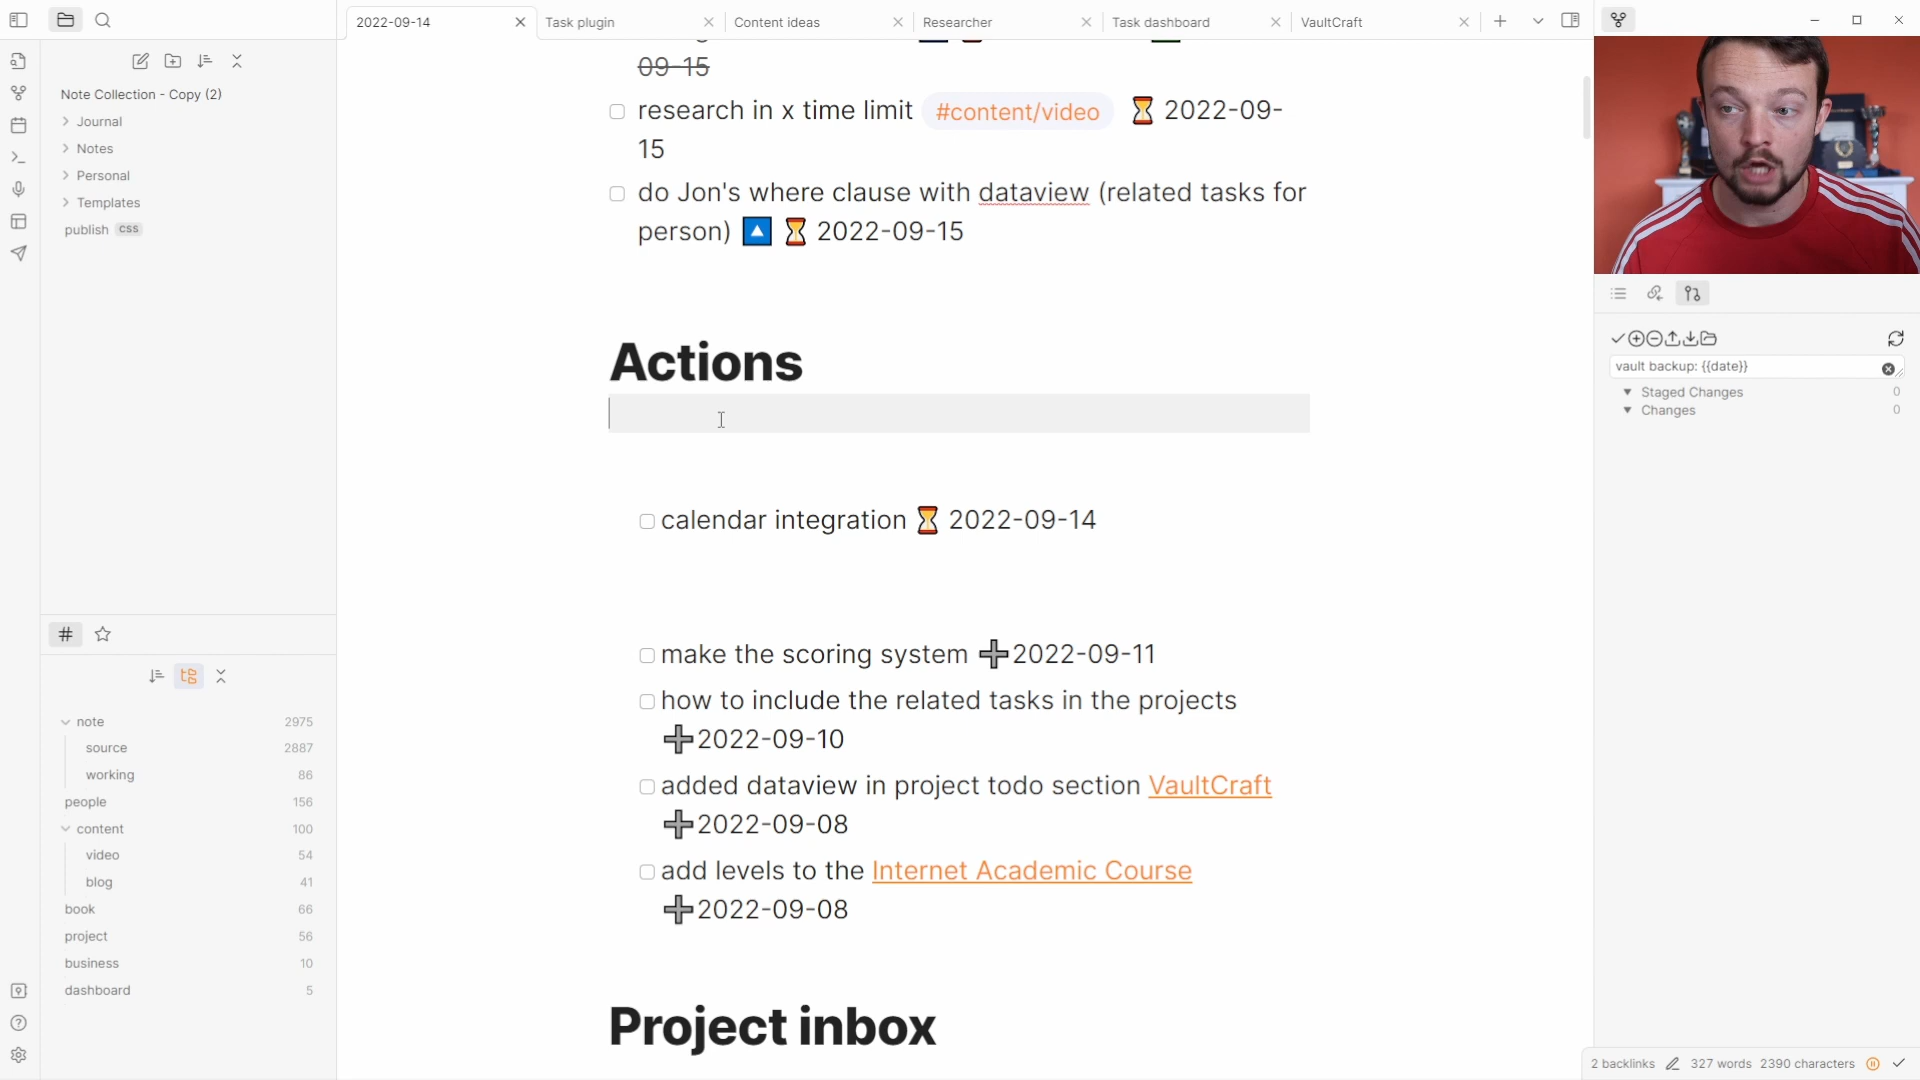 2022-09-14
Task plugin
Content ideas
Researcher
Task dashboard
VaultCraft
Note Collection - Copy (2)
Journal
Notes
Personal
Templates
publish CSS
note 2975
source 2887
working 86
people 156
content 100
video 54
blog 41
book 66
project 56
business 10
dashboard 5
09-15
research in x time limit #content/video ⏳ 2022-09-
15
do Jon's where clause with dataview (related tasks for
person) 🔼 ⏳ 2022-09-15
Actions
calendar integration ⏳ 2022-09-14
make the scoring system ➕2022-09-11
how to include the related tasks in the projects
➕2022-09-10
added dataview in project todo section VaultCraft
➕2022-09-08
add levels to the Internet Academic Course
➕2022-09-08
Project inbox
vault backup: {{date}}
Staged Changes 0
Changes 0
2 backlinks 327 words 2390 characters